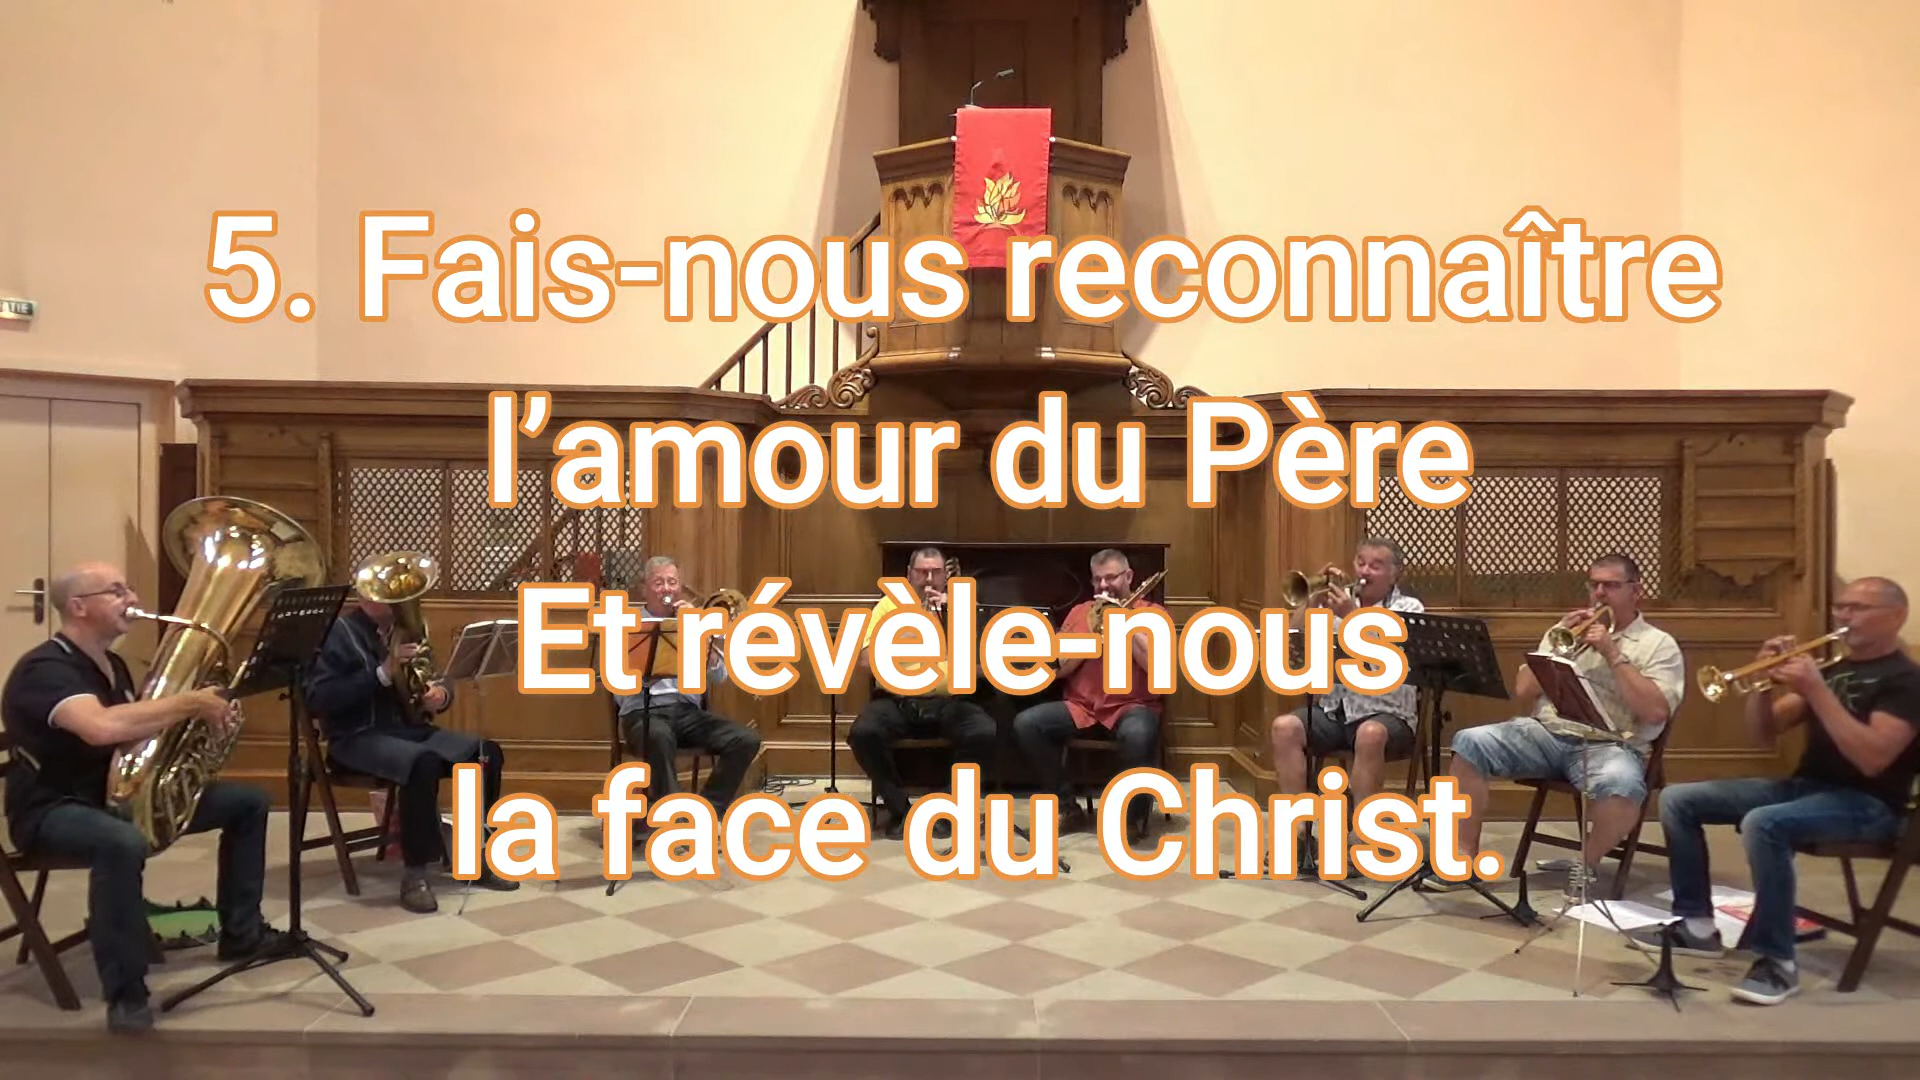 5. Fais-nous reconnaître
l’amour du Père
Et révèle-nous
la face du Christ.